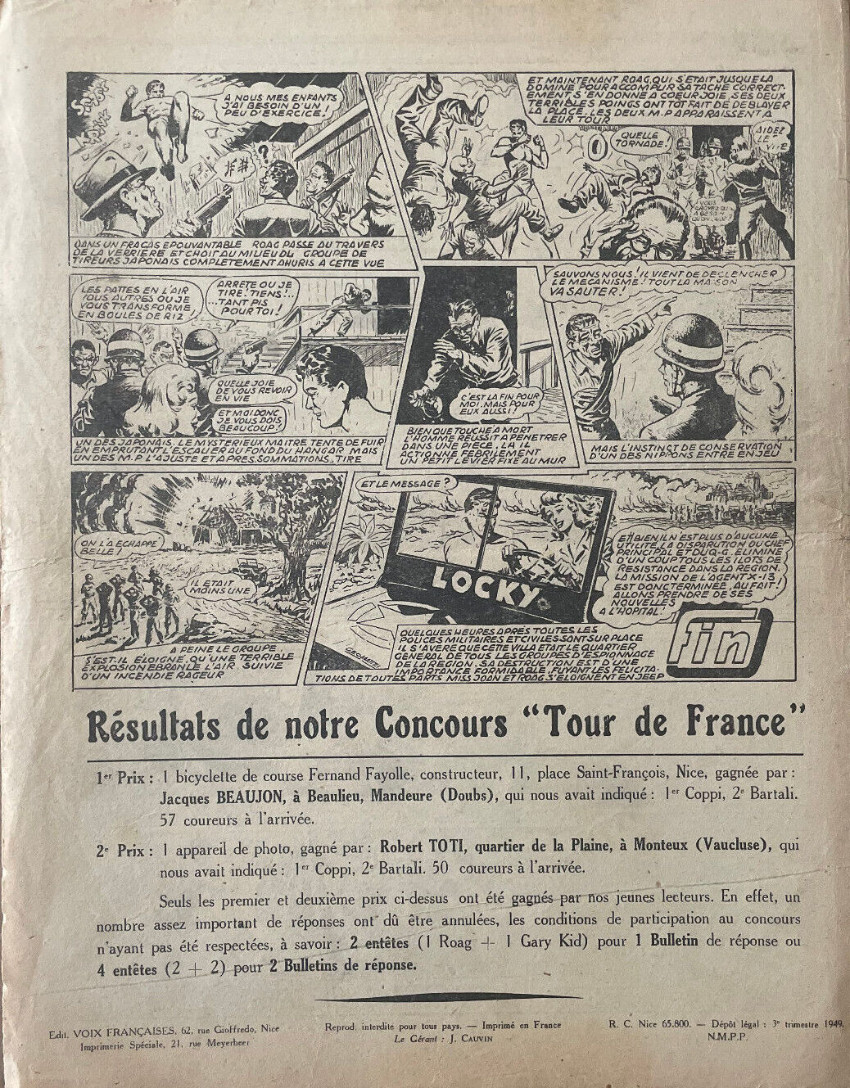 A NOUS MES ENFANTS
J'AI BESOIN D'UN
PEU D'EXERCICE!
?
DANS UN FRACAS EPOUVANTABLE ROAG PASSE AU TRAVERS
DE LA VERRIERE ET CHOIT AU MILIEU DU GROUPE DE
TIREURS JAPONAIS COMPLETEMENT AHURIS A CETTE VUE
ET MAINTENANT ROAG, QUI S'ETAIT JUSQUE LA
DOMINE POUR ACCOMPLIR SA TACHE CORRECT-
EMENT, S'EN DONNE A COEUR JOIE. SES DEUX
TERRIBLES POINGS ONT TOT FAIT DE DEBLAYER
LA PLACE. LES DEUX M.P APPARAISSENT A
LEUR TOUR
QUELLE
TORNADE!
AIDEZ
LE
VITE
LES PATTES EN L'AIR
VOUS AUTRES OU JE
VOUS TRANSFORME
EN BOULES DE RIZ
ARRETE OU JE
TIRE! TIENS!..
...TANT PIS
POUR TOI!
QUELLE JOIE
DE VOUS REVOIR
EN VIE
ET MOI DONC
JE VOUS DOIS
BEAUCOUP!
UN DES JAPONAIS, LE MYSTERIEUX MAITRE TENTE DE FUIR
EN EMPRUTANT L'ESCALIER AU FOND DU HANGAR MAIS
UN DES M.P L'AJUSTE ET APRES SOMMATIONS, TIRE
C'EST LA FIN POUR
MOI, MAIS POUR
EUX AUSSI!
BIEN QUE TOUCHE A MORT
L'HOMME REUSSIT A PENETRER
DANS UNE PIECE, LA IL
ACTIONNE FEBRILEMENT
UN PETIT LEVIER FIXE AU MUR
SAUVONS NOUS! IL VIENT DE DECLENCHER
LE MECANISME! TOUT LA MAISON
VA SAUTER!
MAIS L'INSTINCT DE CONSERVATION
D'UN DES NIPPONS ENTRE EN JEU
ON L'A ECHAPPE
BELLE!
IL ETAIT
MOINS UNE
A PEINE LE GROUPE
S'EST-IL ELOIGNE, QU'UNE TERRIBLE
EXPLOSION EBRANLE L'AIR SUIVIE
D'UN INCENDIE RAGEUR
ET LE MESSAGE?
LOCKY
ET BIEN IL N'EST PLUS D'AUCUNE
UTILITE. LA DISPARITION DU CHEF
PRINCIPAL ET DU Q-G. ELIMINE
D'UN COUP TOUS LES ILOTS DE
RESISTANCE DANS LA REGION.
LA MISSION DE L'AGENT X-13
EST DONC TERMINEE. AU FAIT!
ALLONS PRENDRE DE SES
NOUVELLES
A L'HOPITAL!
QUELQUES HEURES APRES TOUTES LES
POLICES MILITAIRES ET CIVILES SONT SUR PLACE
IL S'AVERE QUE CETTE VILLA ETAIT LE QUARTIER
GENERAL DE TOUS LES GROUPES D'ESPIONNAGE
DE LA REGION. SA DESTRUCTION EST D'UNE
IMPORTANCE FORMIDABLE. FUYANT LES FELICITA-
TIONS DE TOUTES PARTS MISS JOAN ET ROAG S'ELOIGNENT EN JEEP
Fin
Résultats de notre Concours "Tour de France"
1er Prix : 1 bicyclette de course Fernand Fayolle, constructeur, 11, place Saint-François, Nice, gagnée par :
Jacques BEAUJON, à Beaulieu, Mandeure (Doubs), qui nous avait indiqué : 1er Coppi, 2e Bartali.
57 coureurs à l'arrivée.
2e Prix : 1 appareil de photo, gagné par : Robert TOTI, quartier de la Plaine, à Monteux (Vaucluse), qui
nous avait indiqué : 1er Coppi, 2e Bartali. 50 coureurs à l'arrivée.
Seuls les premier et deuxième prix ci-dessus ont été gagnés par nos jeunes lecteurs. En effet, un
nombre assez important de réponses ont dû être annulées, les conditions de participation au concours
n'ayant pas été respectées, à savoir : 2 entêtes (1 Roag + 1 Gary Kid) pour 1 Bulletin de réponse ou
4 entêtes (2 + 2) pour 2 Bulletins de réponse.
Edit. VOIX FRANÇAISES, 62, rue Gioffredo, Nice
Imprimerie Spéciale, 21, rue Meyerbeer
Reprod. interdite pour tous pays. — Imprimé en France
Le Gérant : J. CAUVIN
R. C. Nice 65.800. — Dépôt légal : 3e trimestre 1949.
N.M.P.P.